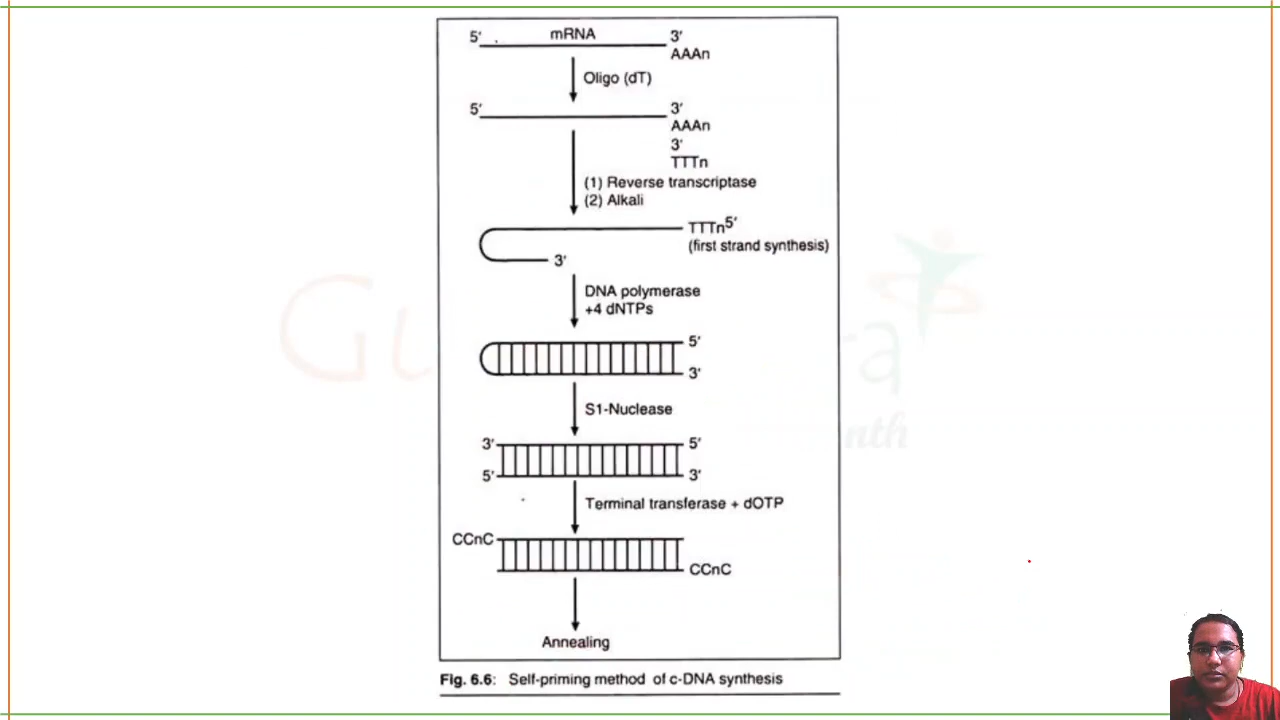 5′ mRNA 3′
AAAn
Oligo (dT)
5′ 3′
AAAn
3′
TTTn
(1) Reverse transcriptase
(2) Alkali
TTTn5′
(first strand synthesis)
3′
DNA polymerase
+4 dNTPs
5′
3′
S1-Nuclease
3′ 5′
5′ 3′
Terminal transferase + dOTP
CCnC
CCnC
Annealing
Fig. 6.6: Self-priming method of c-DNA synthesis